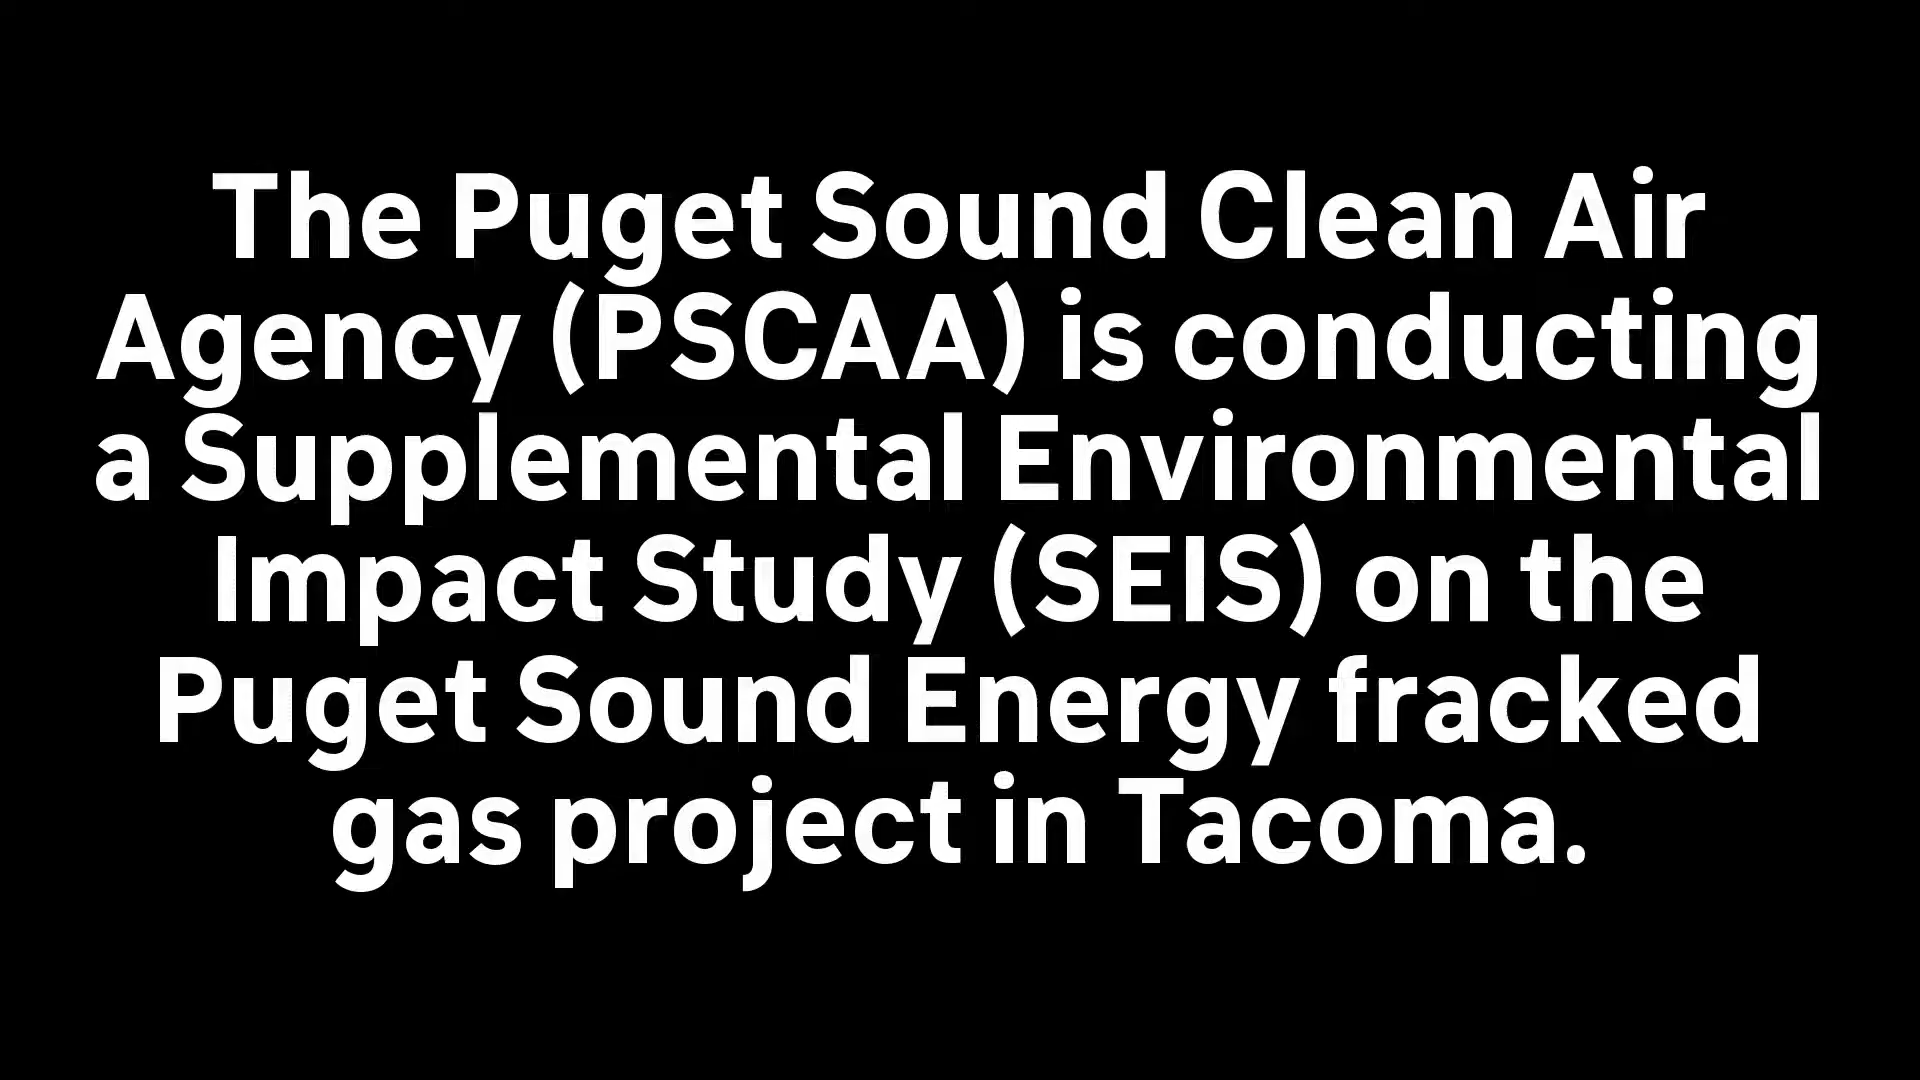 The Puget Sound Clean Air
Agency (PSCAA) is conducting
a Supplemental Environmental
Impact Study (SEIS) on the
Puget Sound Energy fracked
gas project in Tacoma.